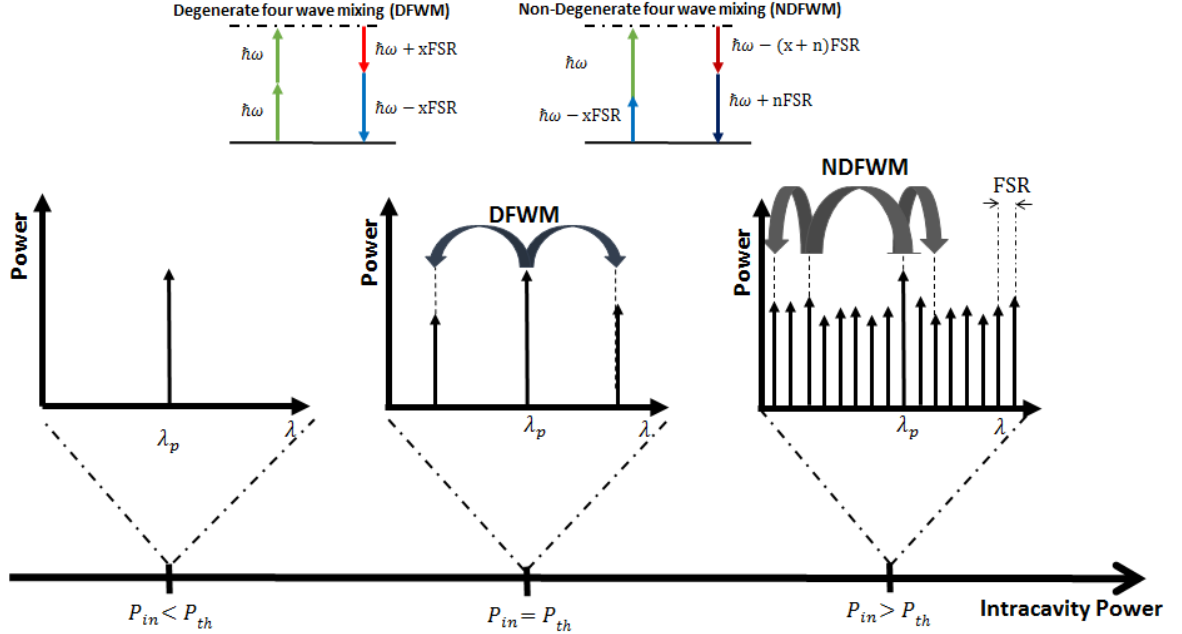 Degenerate four wave mixing (DFWM)
Non-Degenerate four wave mixing (NDFWM)
ħω
ħω
ħω + xFSR
ħω − xFSR
ħω
ħω − xFSR
ħω − (x + n)FSR
ħω + nFSR
Power
λp
λ
Power
DFWM
λp
λ
Power
NDFWM
FSR
λp
λ
Pin < Pth
Pin = Pth
Pin > Pth
Intracavity Power